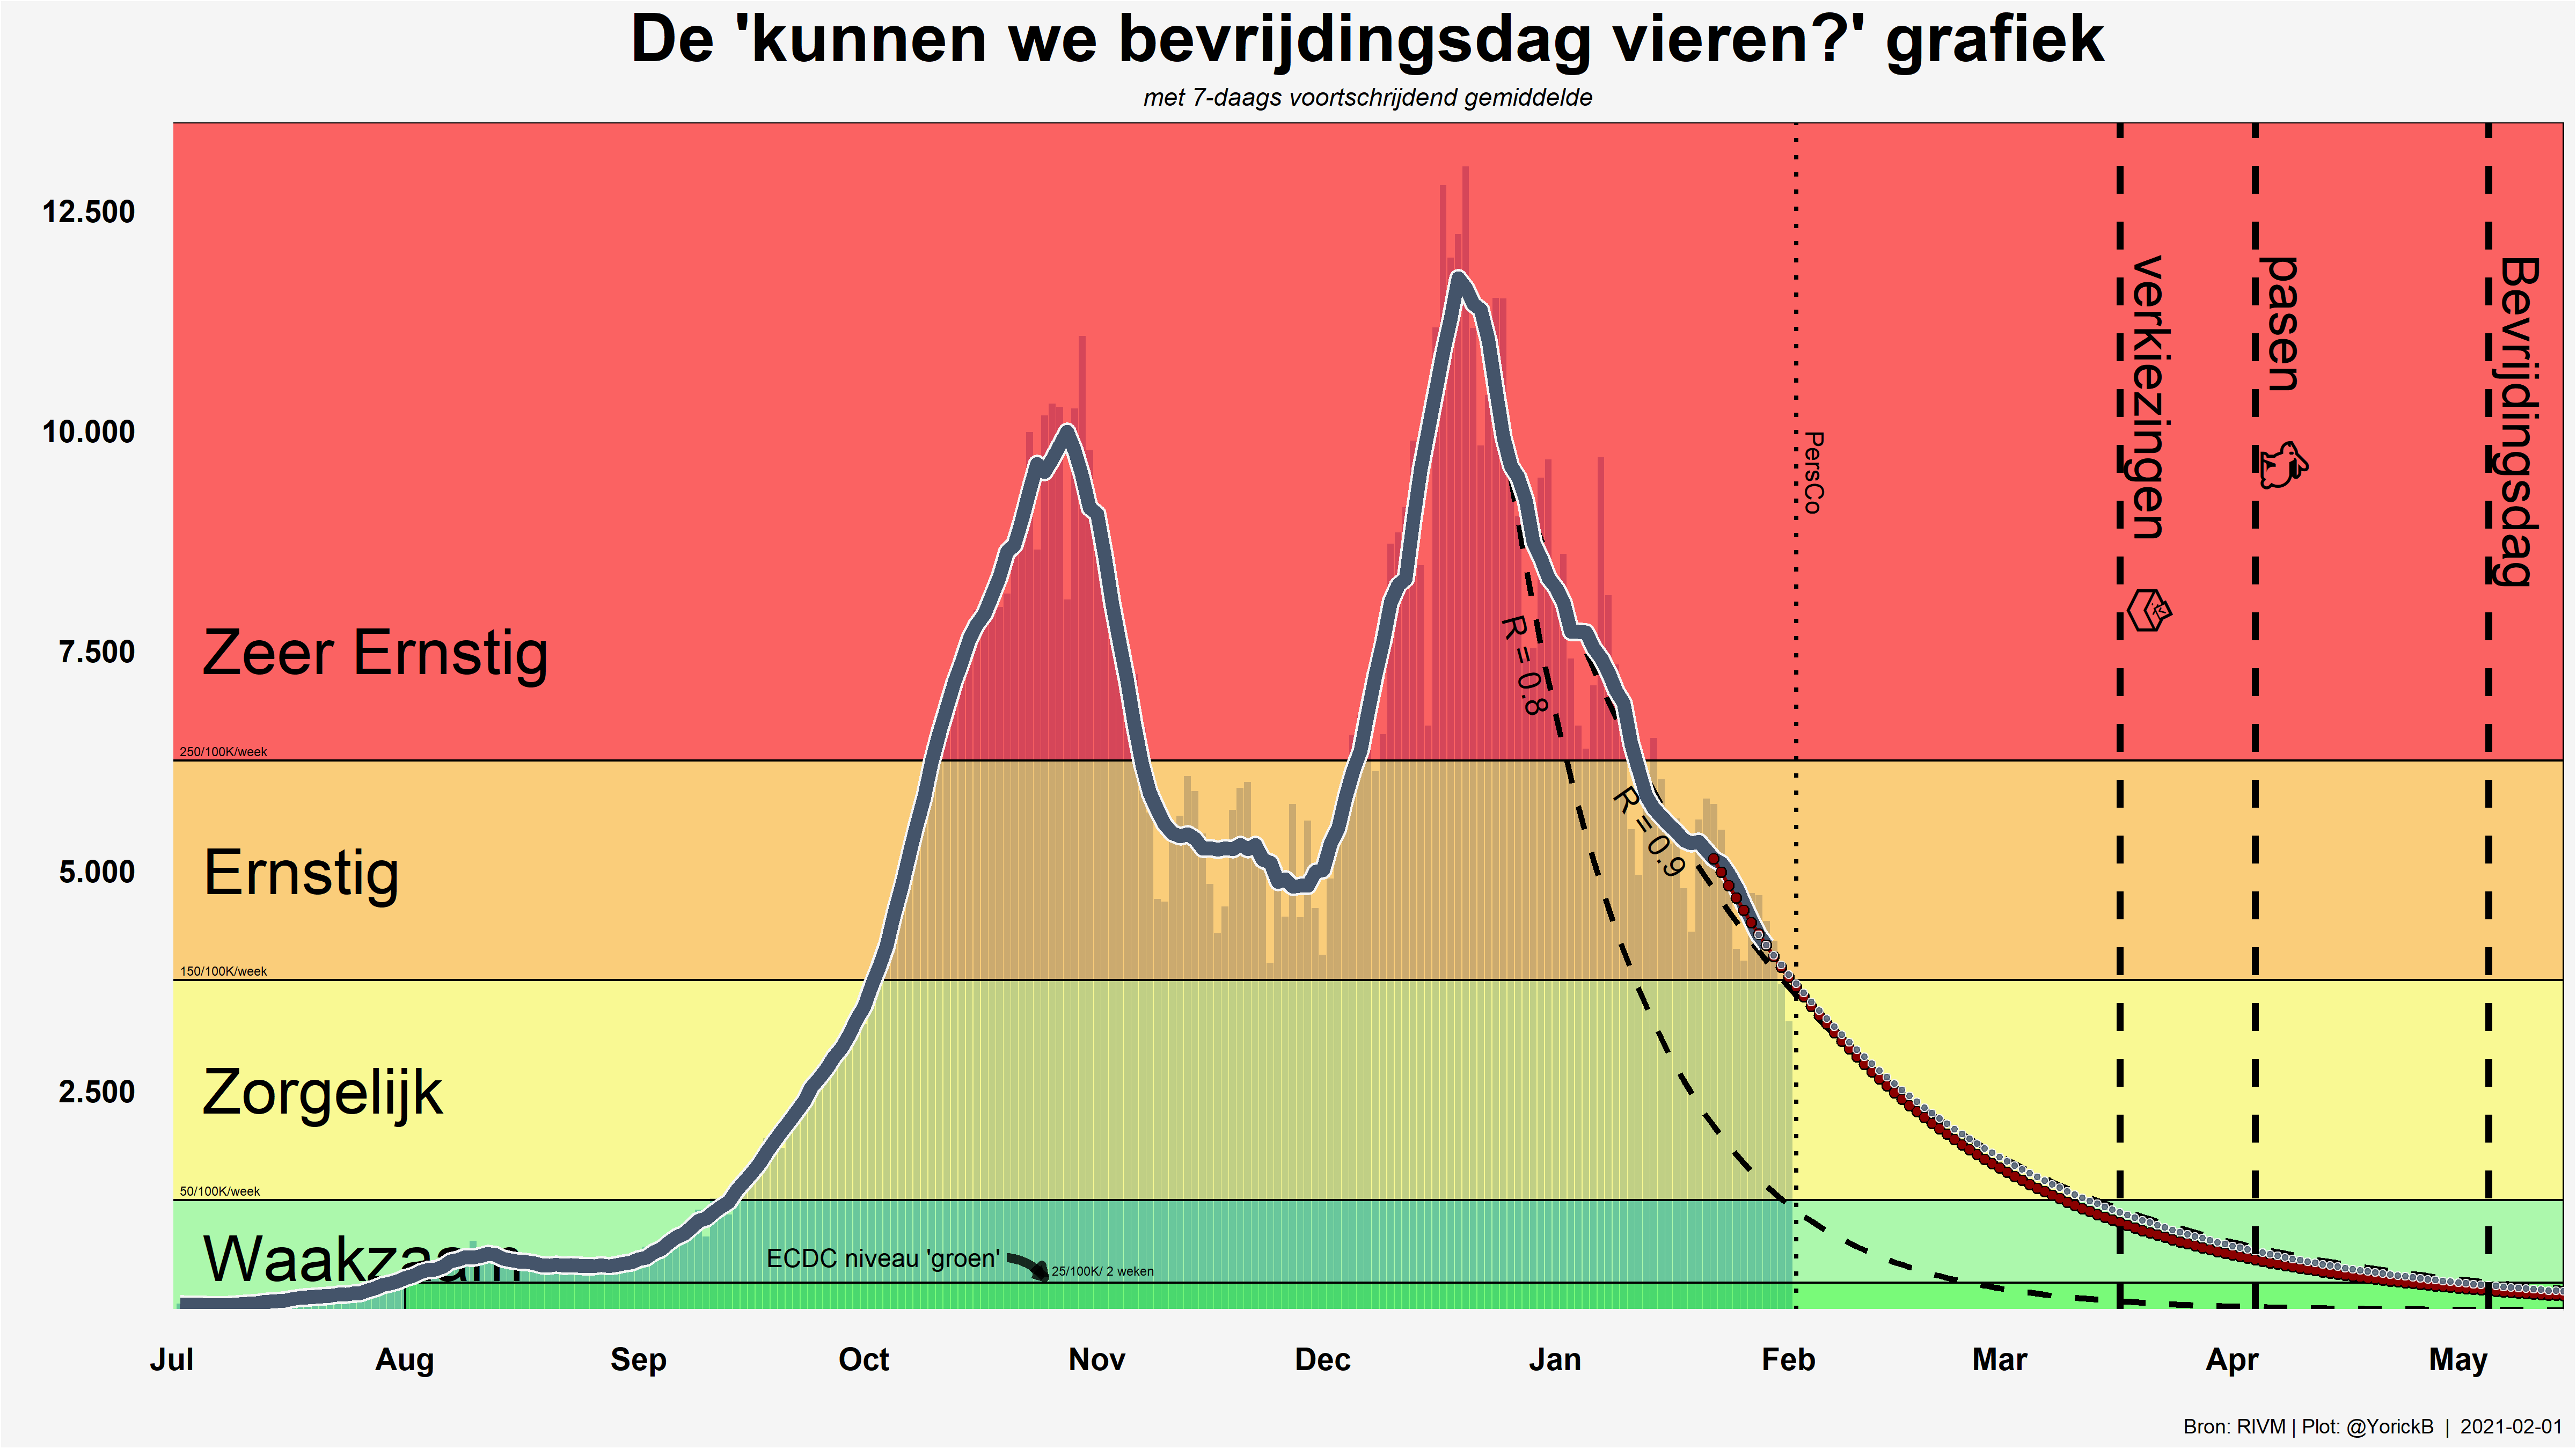 De 'kunnen we bevrijdingsdag vieren?' grafiek
met 7-daags voortschrijdend gemiddelde
12.500
10.000
7.500
5.000
2.500
Zeer Ernstig
250/100K/week
Ernstig
150/100K/week
Zorgelijk
50/100K/week
Waakzaam
ECDC niveau 'groen'
25/100K/ 2 weken
R =0.8
R =0.9
PersCo
verkiezingen
pasen
Bevrijdingsdag
Jul Aug Sep Oct Nov Dec Jan Feb Mar Apr May
Bron: RIVM | Plot: @YorickB | 2021-02-01